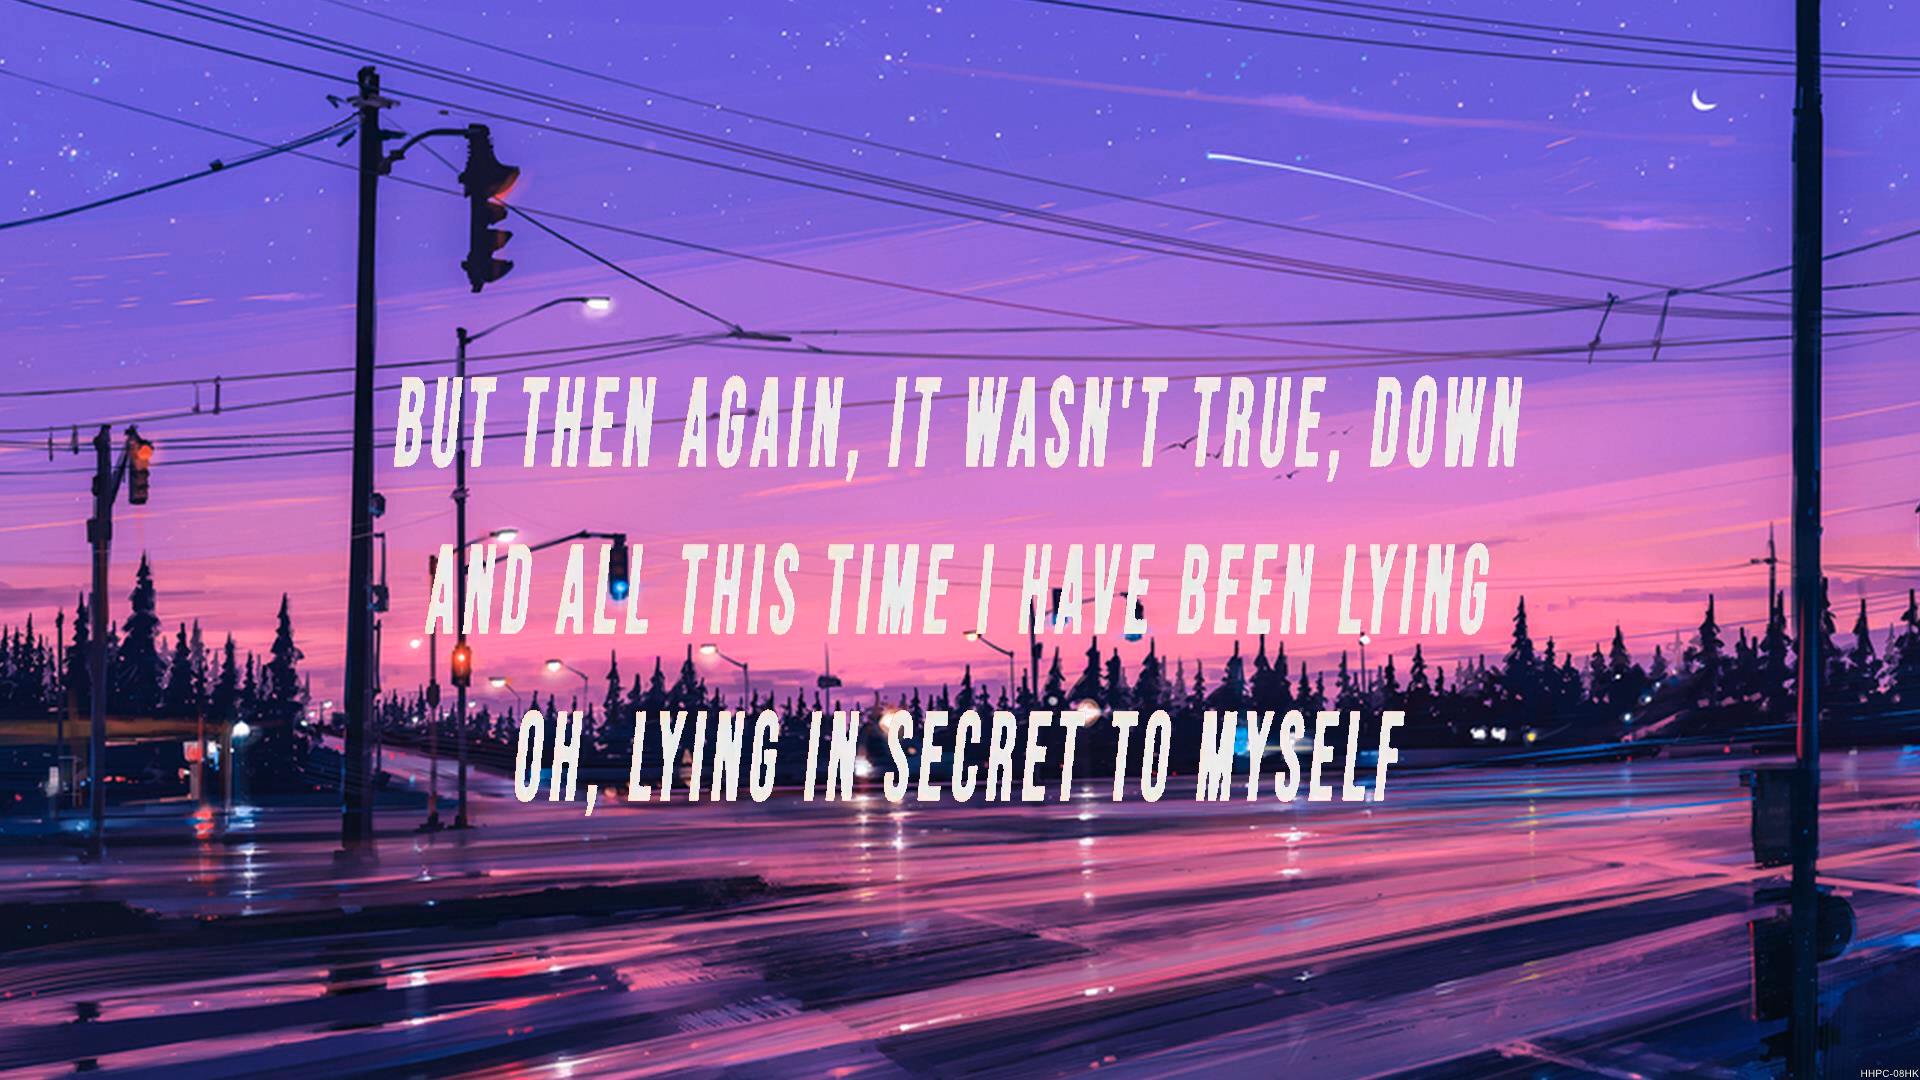 BUT THEN AGAIN, IT WASN'T TRUE, DOWN
AND ALL THIS TIME I HAVE BEEN LYING
OH, LYING IN SECRET TO MYSELF
HHPC-08HK